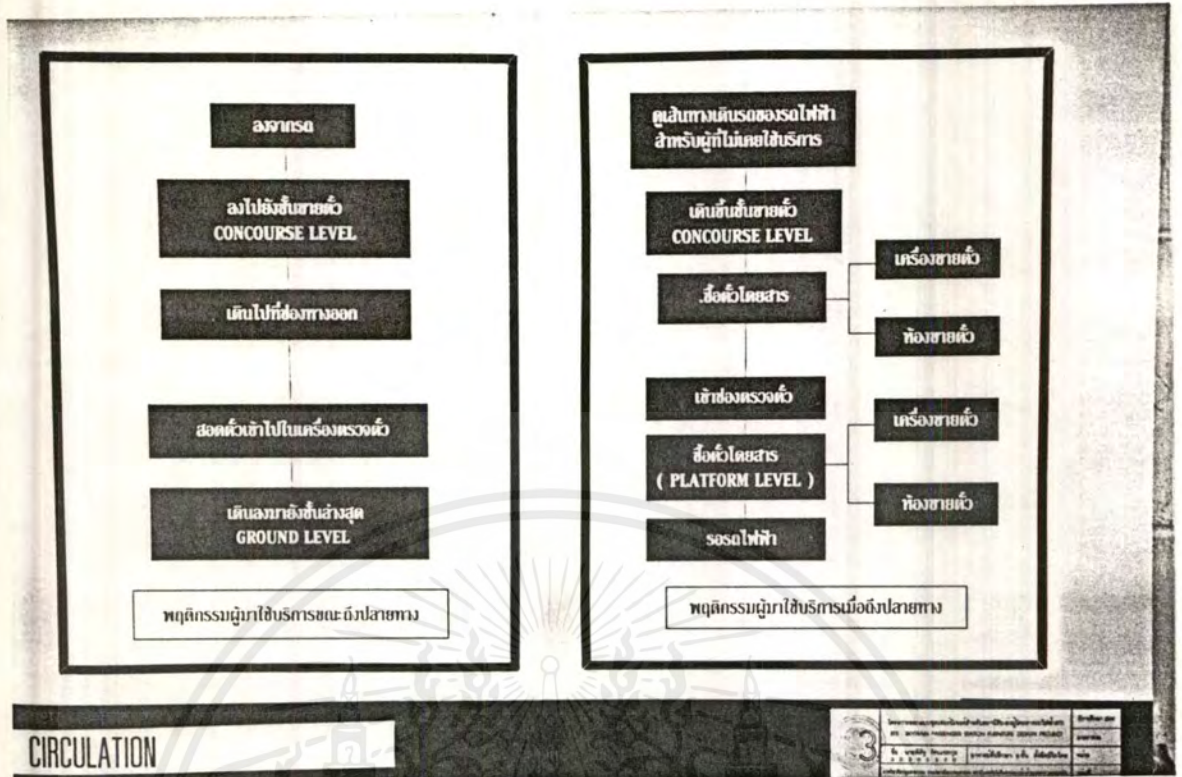 ลงจากรถ
ลงไปยังชั้นขายตั๋ว
CONCOURSE LEVEL
เดินไปที่ช่องทางออก
สอดตั๋วเข้าไปในเครื่องตรวจตั๋ว
เดินลงมายังชั้นล่างสุด
GROUND LEVEL
พฤติกรรมผู้มาใช้บริการขณะถึงปลายทาง
ดูเส้นทางเดินรถของรถไฟฟ้า
สำหรับผู้ที่ไม่เคยใช้บริการ
เดินขึ้นชั้นขายตั๋ว
CONCOURSE LEVEL
.ซื้อตั๋วโดยสาร
เครื่องขายตั๋ว
ห้องขายตั๋ว
เข้าช่องตรวจตั๋ว
ซื้อตั๋วโดยสาร
( PLATFORM LEVEL )
เครื่องขายตั๋ว
ห้องขายตั๋ว
รอรถไฟฟ้า
พฤติกรรมผู้มาใช้บริการเมื่อถึงปลายทาง
CIRCULATION
3